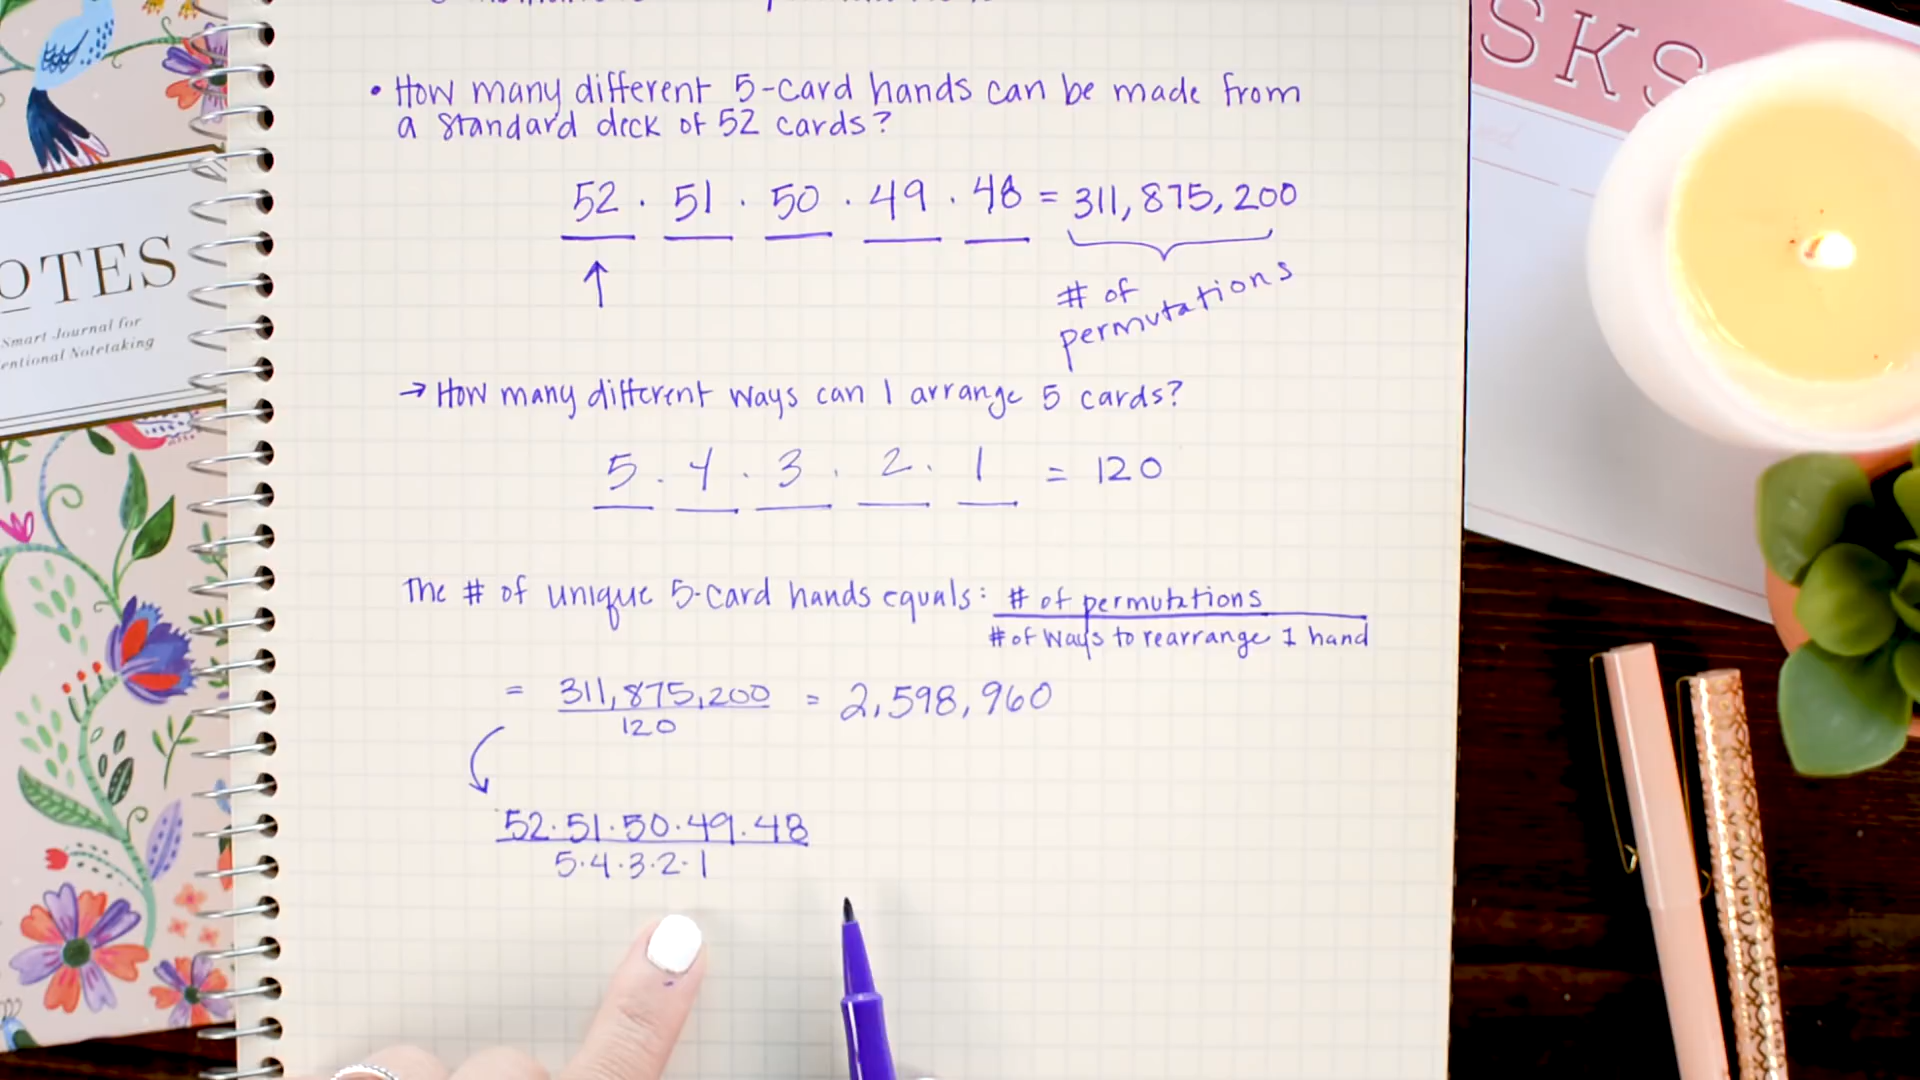 • How many different 5-card hands can be made from
a standard deck of 52 cards?
52 · 51 · 50 · 49 · 48 = 311,875,200
↑
# of
permutations
→ How many different ways can I arrange 5 cards?
5 · 4 · 3 · 2 · 1 = 120
The # of unique 5-card hands equals: # of permutations
# of ways to rearrange 1 hand
= 311,875,200 = 2,598,960
120
52·51·50·49·48
5·4·3·2·1
OTES
Smart Journal for
entional Notetaking
SKS